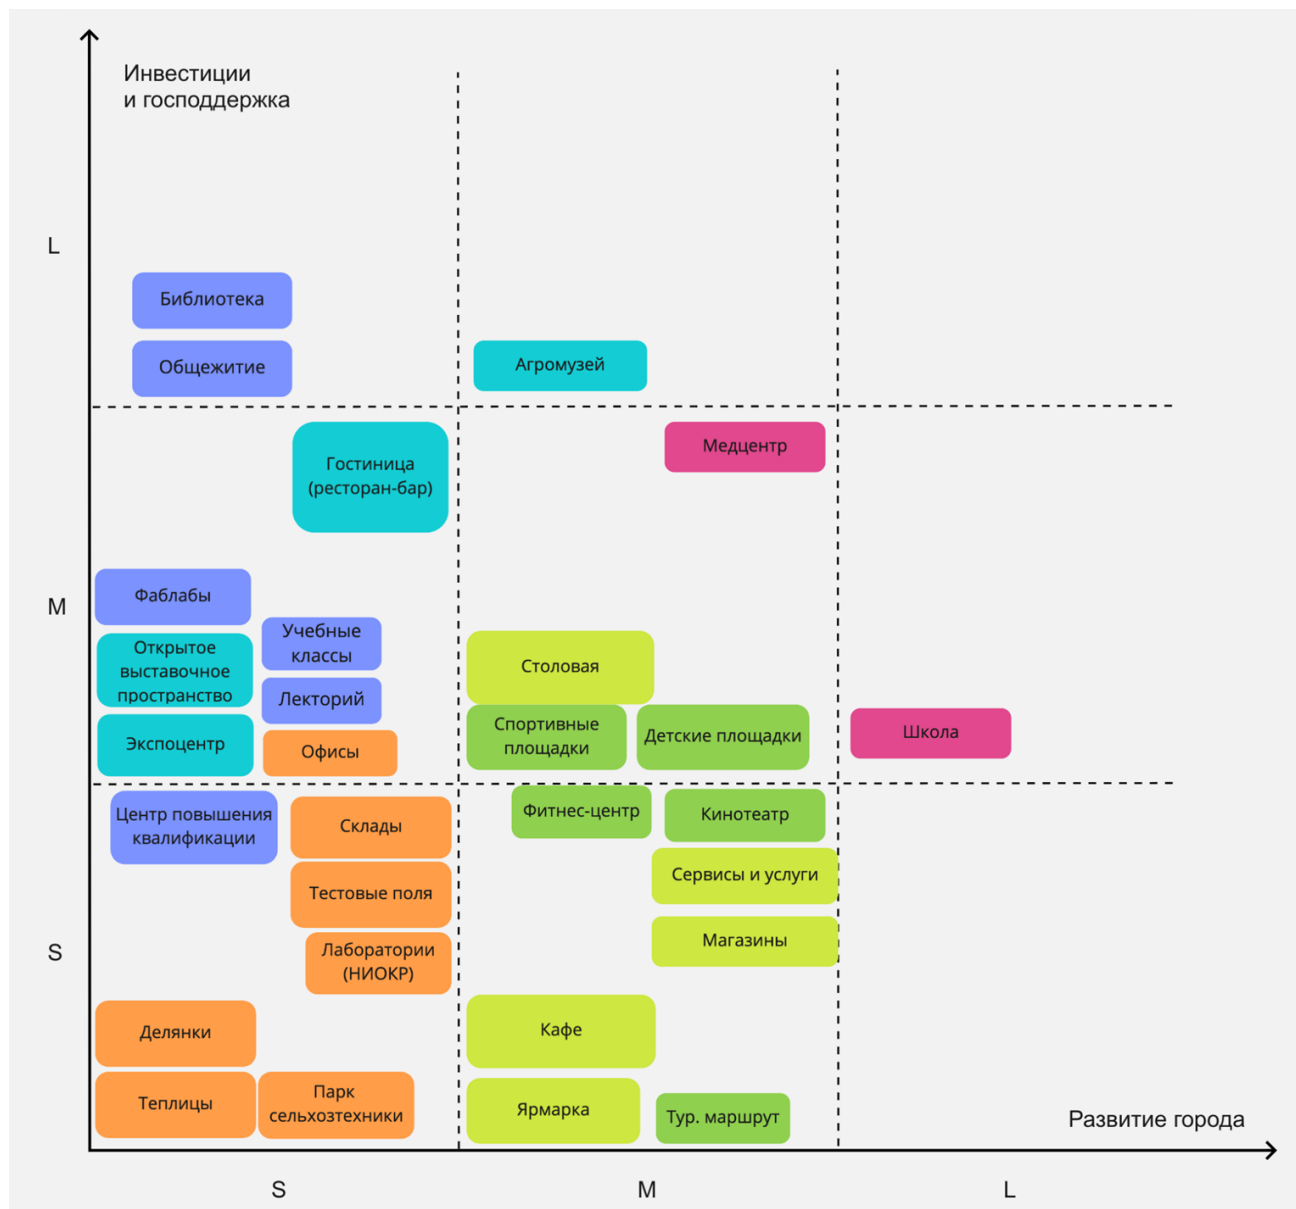 Инвестиции
и господдержка
L
Библиотека
Общежитие
Агромузей
Гостиница
(ресторан-бар)
Медцентр
M
Фаблабы
Открытое
выставочное
пространство
Учебные
классы
Лекторий
Экспоцентр
Офисы
Столовая
Спортивные
площадки
Детские площадки
Школа
S
Центр повышения
квалификации
Склады
Тестовые поля
Лаборатории
(НИОКР)
Делянки
Теплицы
Парк
сельхозтехники
Фитнес-центр
Кинотеатр
Сервисы и услуги
Магазины
Кафе
Ярмарка
Тур. маршрут
Развитие города
S
M
L